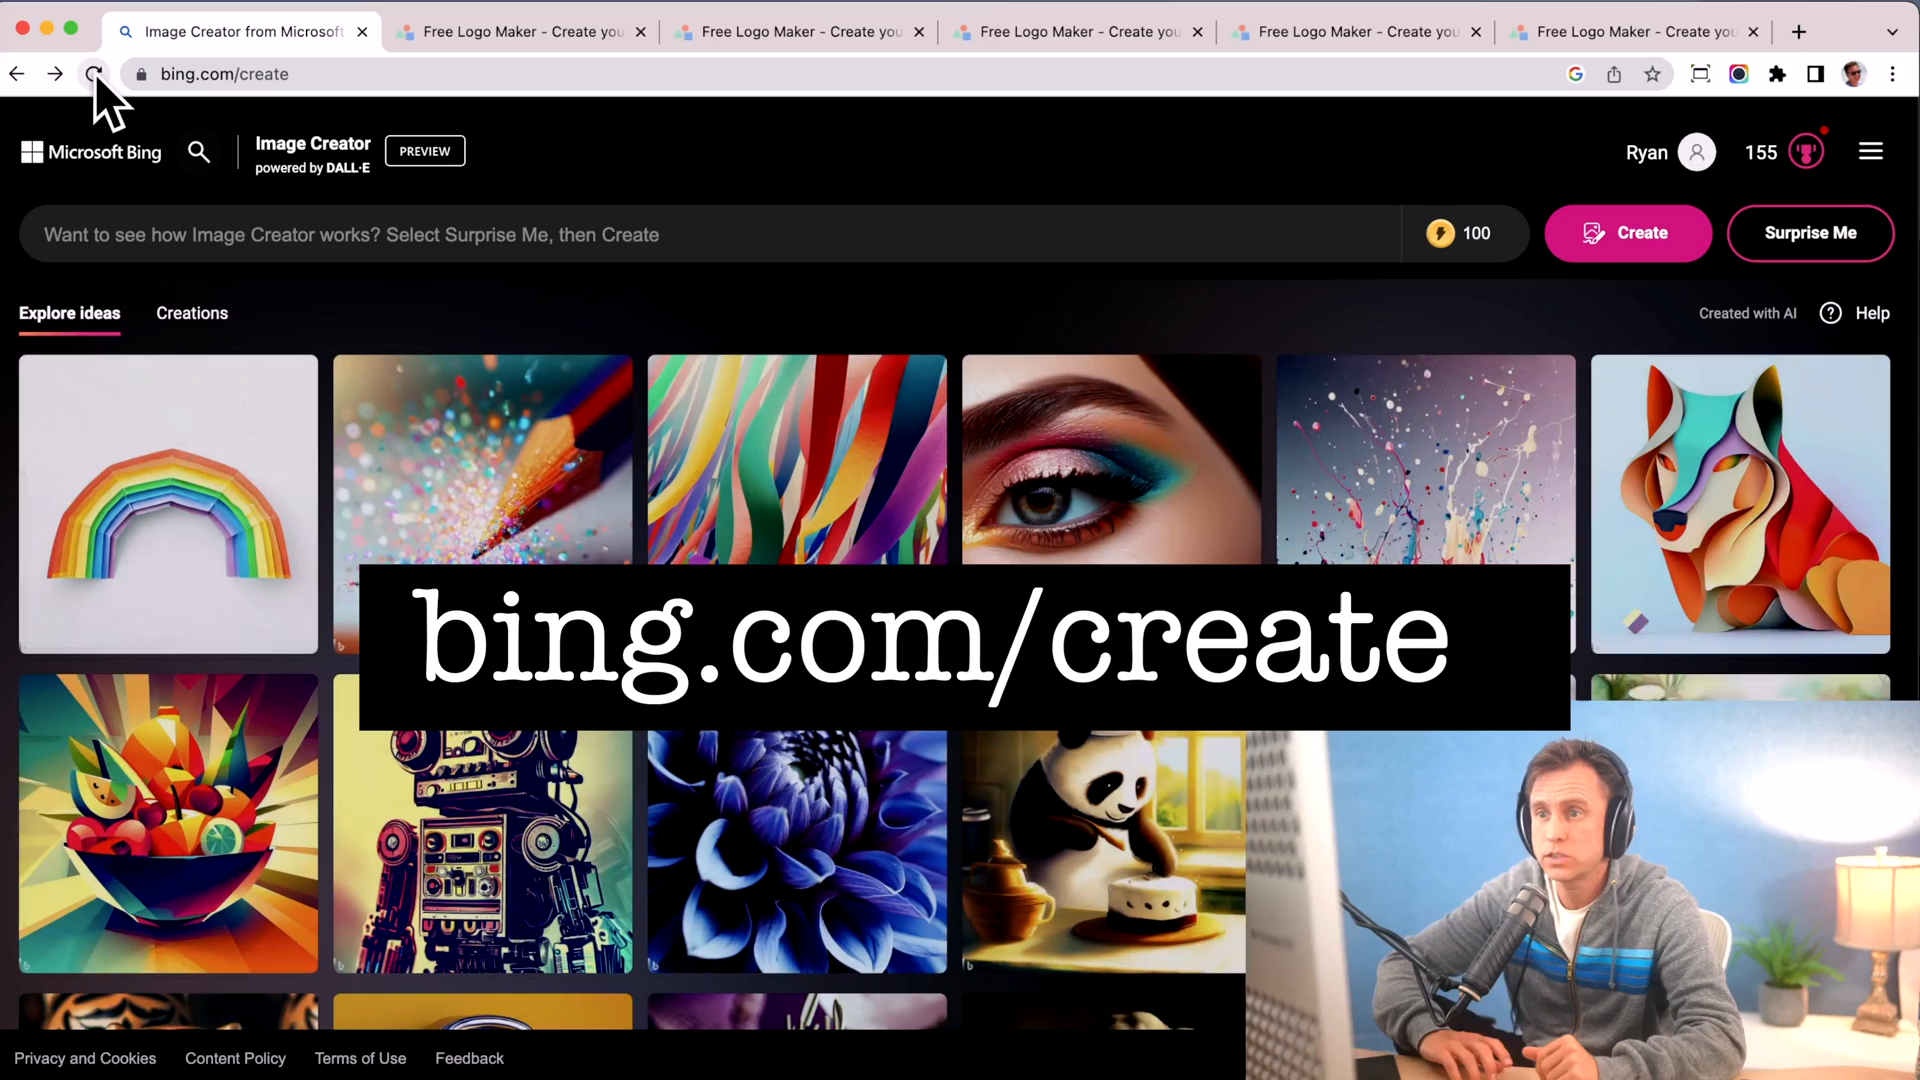 Image Creator from Microsoft
Free Logo Maker - Create you
Free Logo Maker - Create you
Free Logo Maker - Create you
Free Logo Maker - Create you
Free Logo Maker - Create you
bing.com/create
Microsoft Bing
Image Creator
powered by DALL·E
PREVIEW
Ryan
155
Want to see how Image Creator works? Select Surprise Me, then Create
100
Create
Surprise Me
Explore ideas
Creations
Created with AI
Help
bing.com/create
Privacy and Cookies
Content Policy
Terms of Use
Feedback